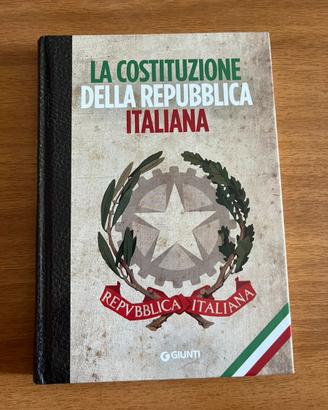 LA COSTITUZIONE
DELLA REPUBBLICA
ITALIANA
REPVBBLICA ITALIANA
GIUNTI